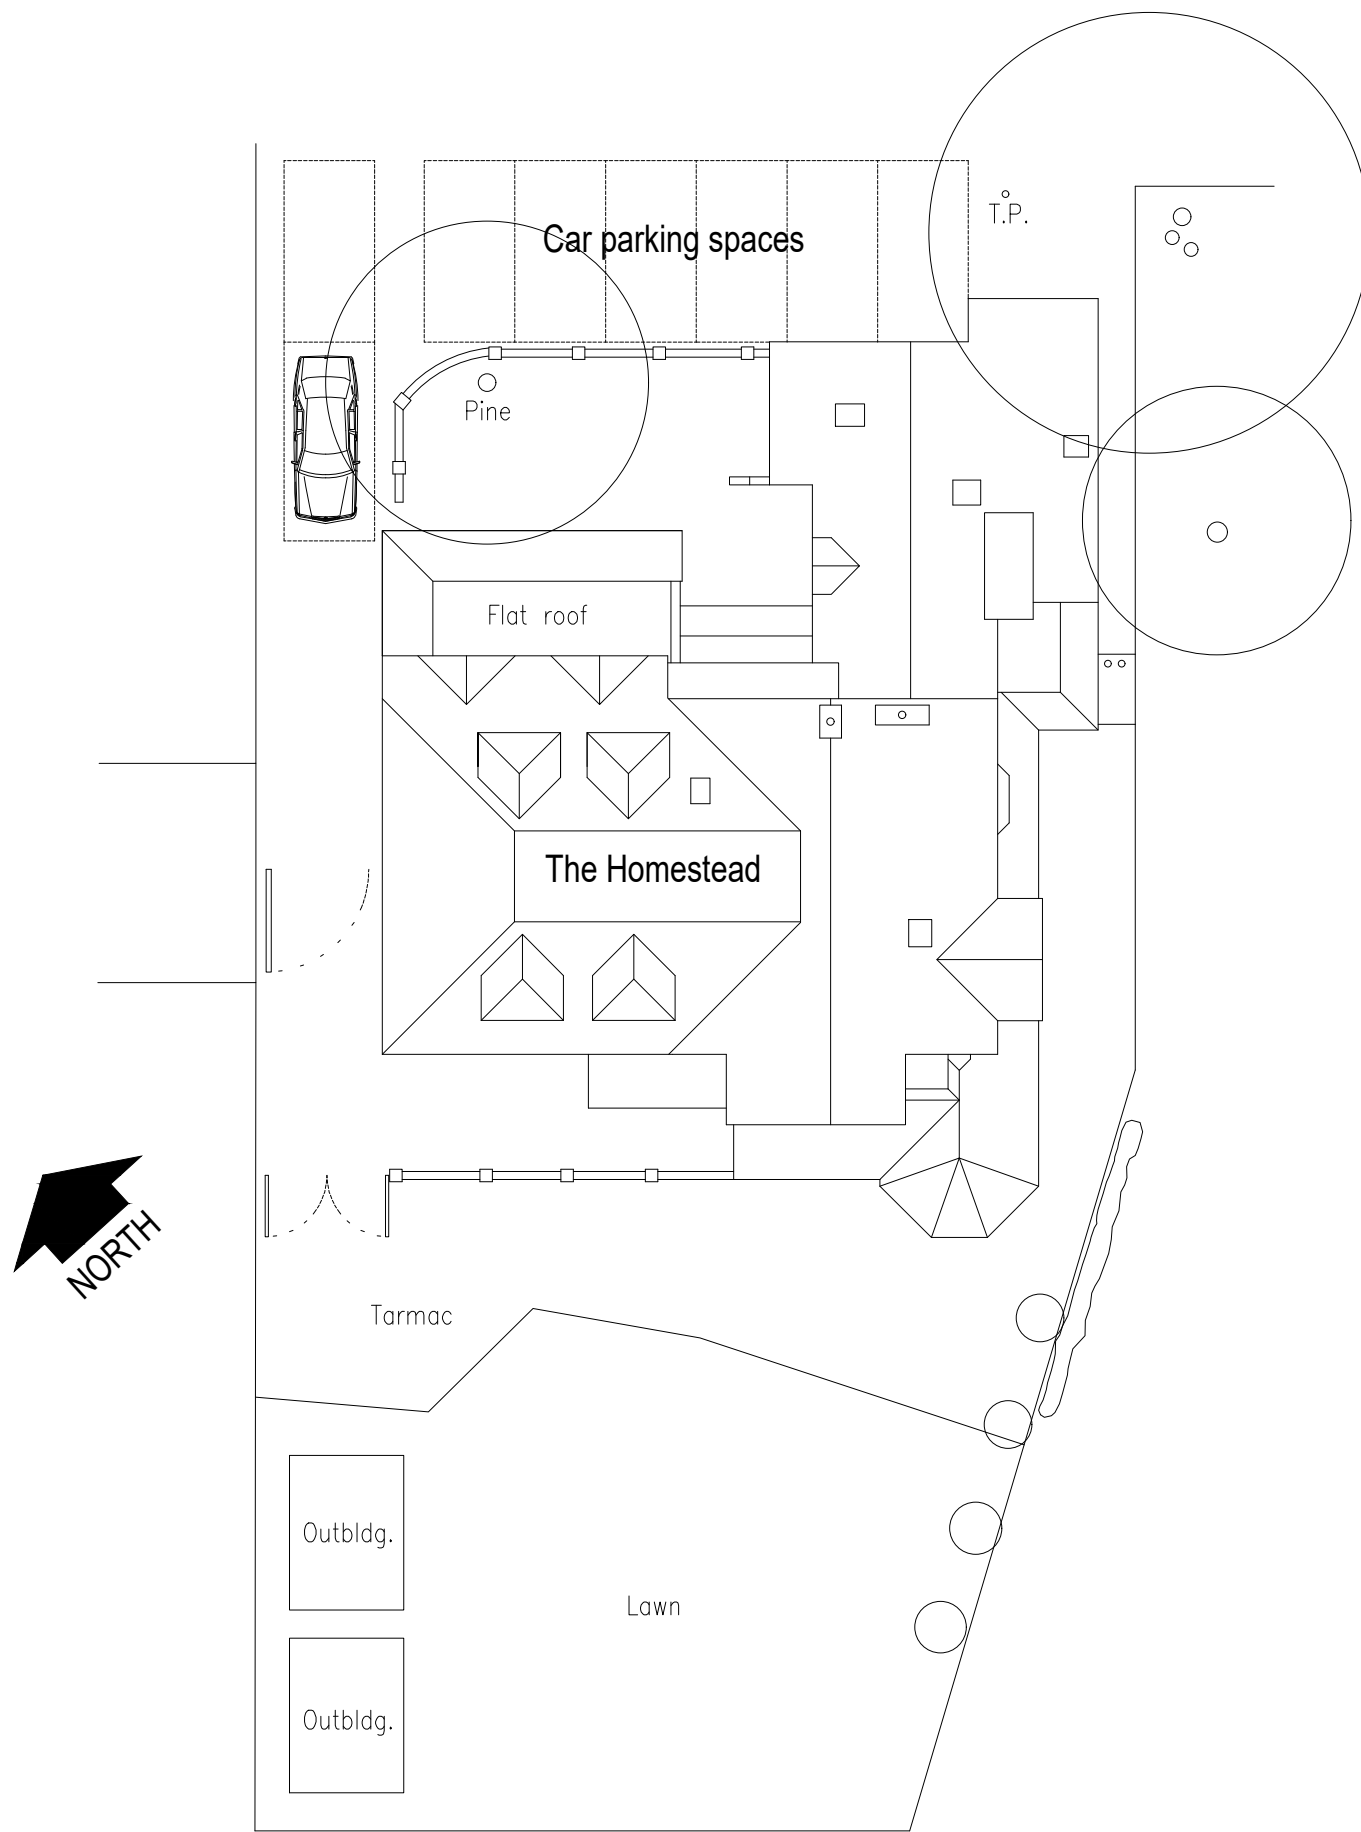 T.P.
Car parking spaces
Pine
Flat roof
The Homestead
NORTH
Tarmac
Outbldg.
Lawn
Outbldg.